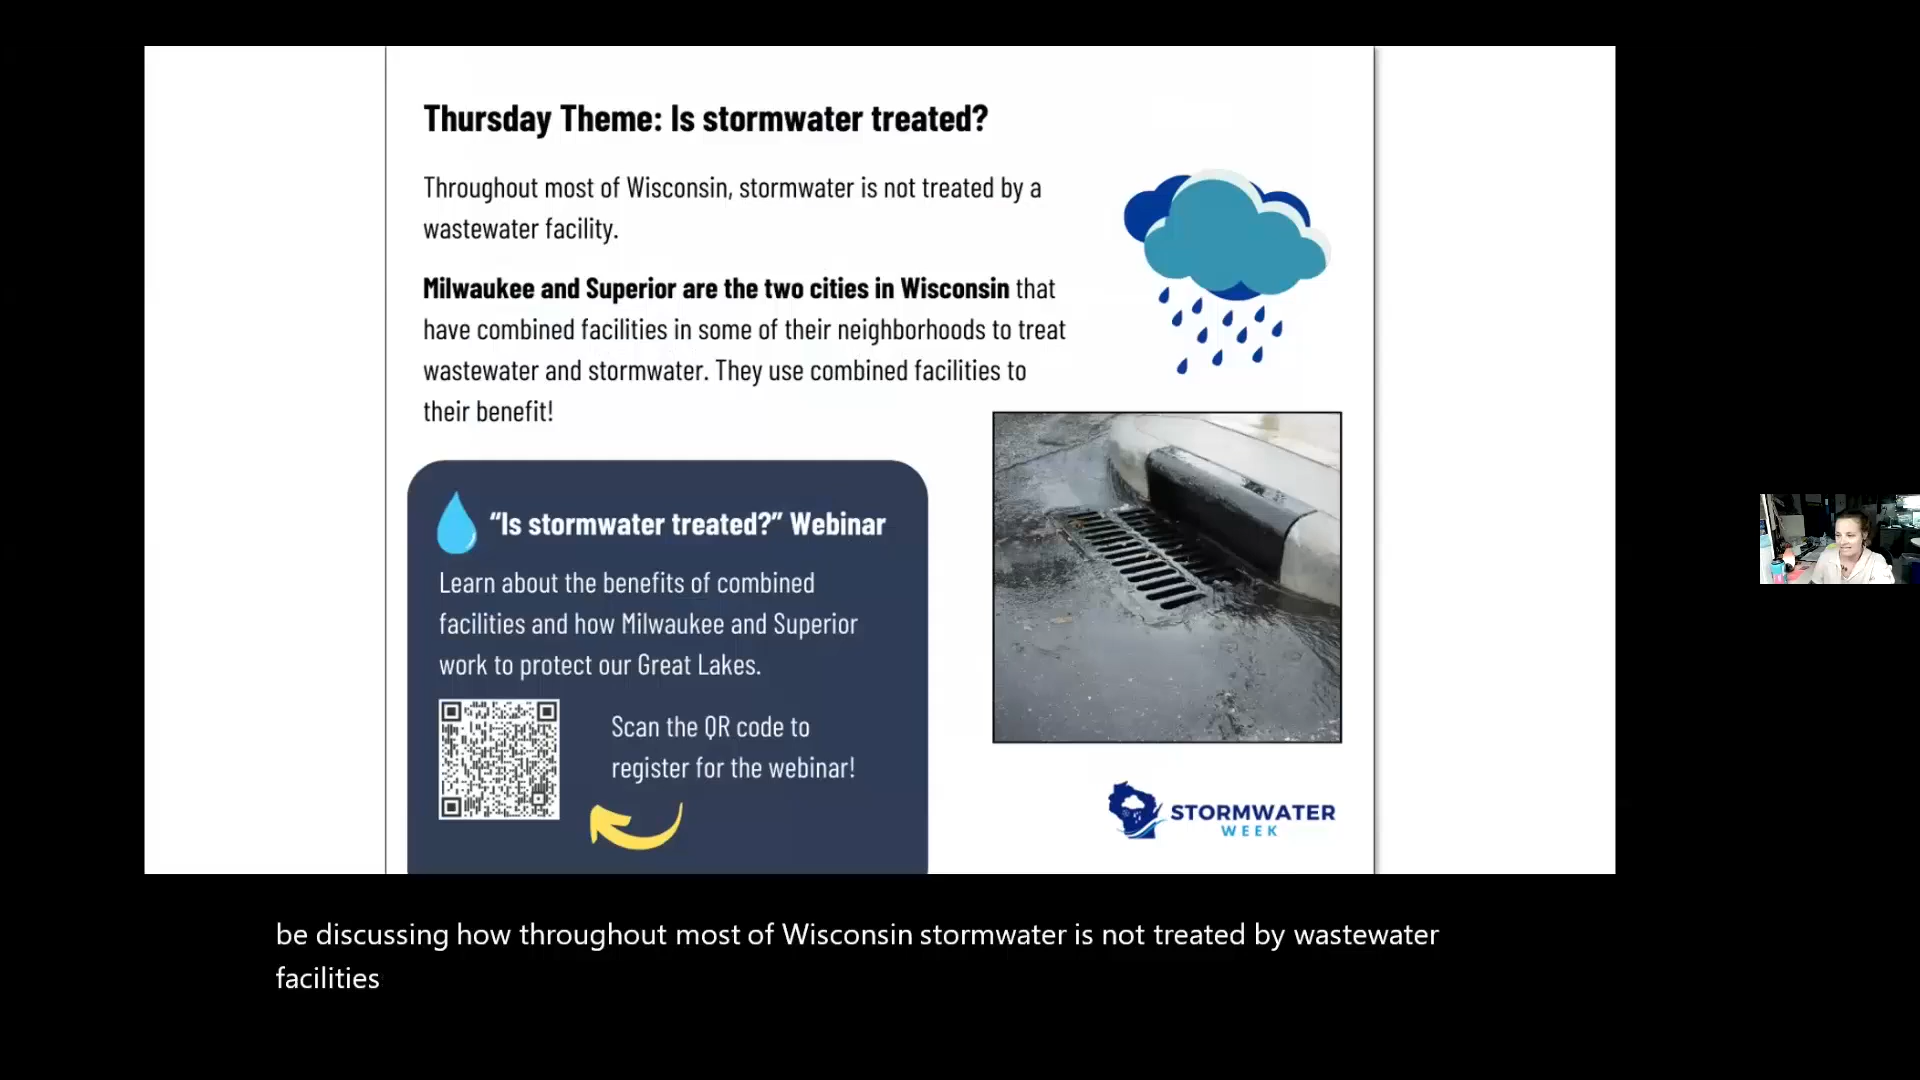 Thursday Theme: Is stormwater treated?
Throughout most of Wisconsin, stormwater is not treated by a
wastewater facility.
Milwaukee and Superior are the two cities in Wisconsin that
have combined facilities in some of their neighborhoods to treat
wastewater and stormwater. They use combined facilities to
their benefit!
“Is stormwater treated?” Webinar
Learn about the benefits of combined
facilities and how Milwaukee and Superior
work to protect our Great Lakes.
Scan the QR code to
register for the webinar!
STORMWATER
WEEK
be discussing how throughout most of Wisconsin stormwater is not treated by wastewater
facilities